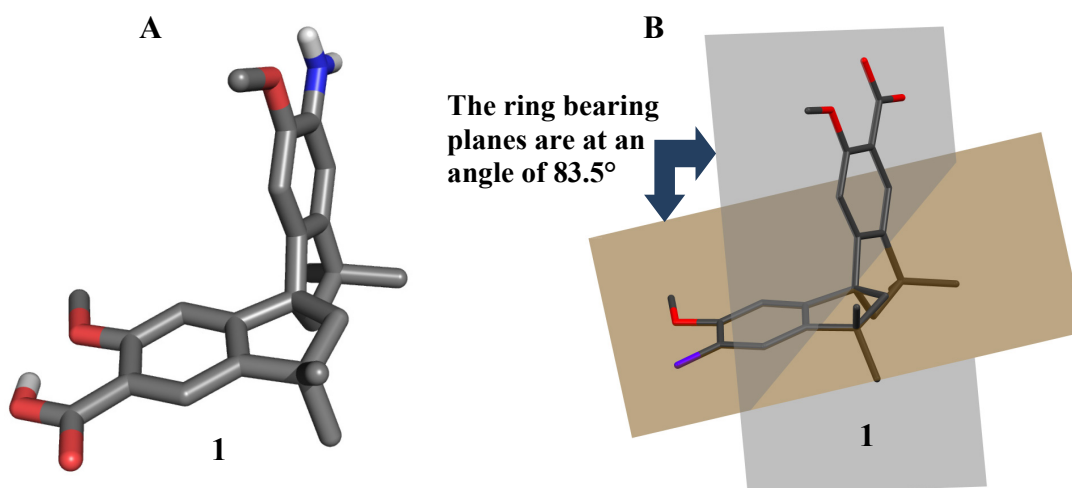 A
B
The ring bearing
planes are at an
angle of 83.5°
1
1